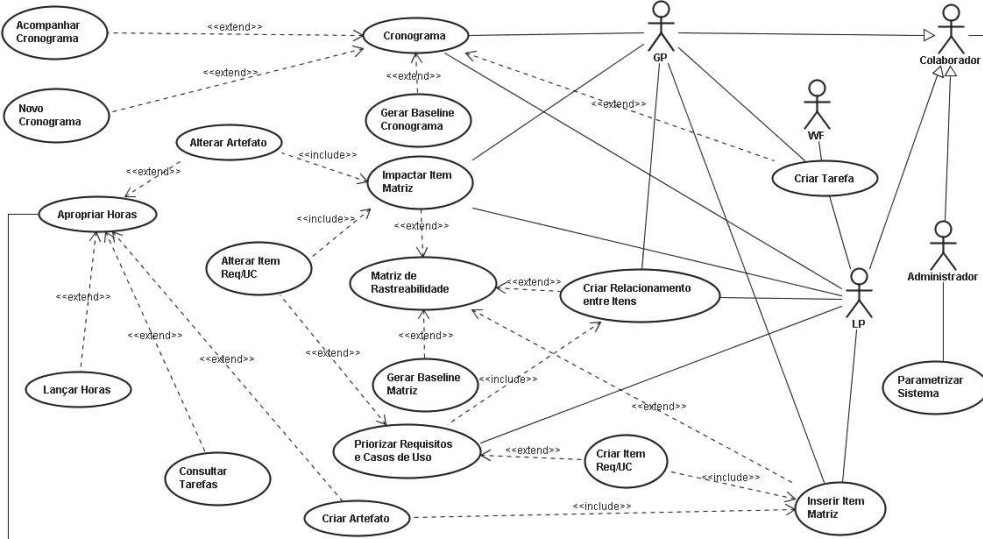 Acompanhar
Cronograma
<<extend>>
Cronograma
GP
Colaborador
<<extend>>
<<extend>>
Novo
Cronograma
Gerar Baseline
Cronograma
<<extend>>
WF
Alterar Artefato
<<include>>
Impactar Item
Matriz
Criar Tarefa
<<extend>>
Apropriar Horas
<<include>>
<<extend>>
Alterar Item
Req/UC
Matriz de
Rastreabilidade
<<extend>>
Criar Relacionamento
entre Itens
Administrador
<<extend>>
LP
<<extend>>
<<extend>>
<<extend>>
<<extend>>
Lançar Horas
Gerar Baseline
Matriz
<<include>>
Parametrizar
Sistema
<<extend>>
<<extend>>
Priorizar Requisitos
e Casos de Uso
<<extend>>
Criar Item
Req/UC
Consultar
Tarefas
<<include>>
Criar Artefato
<<include>>
Inserir Item
Matriz